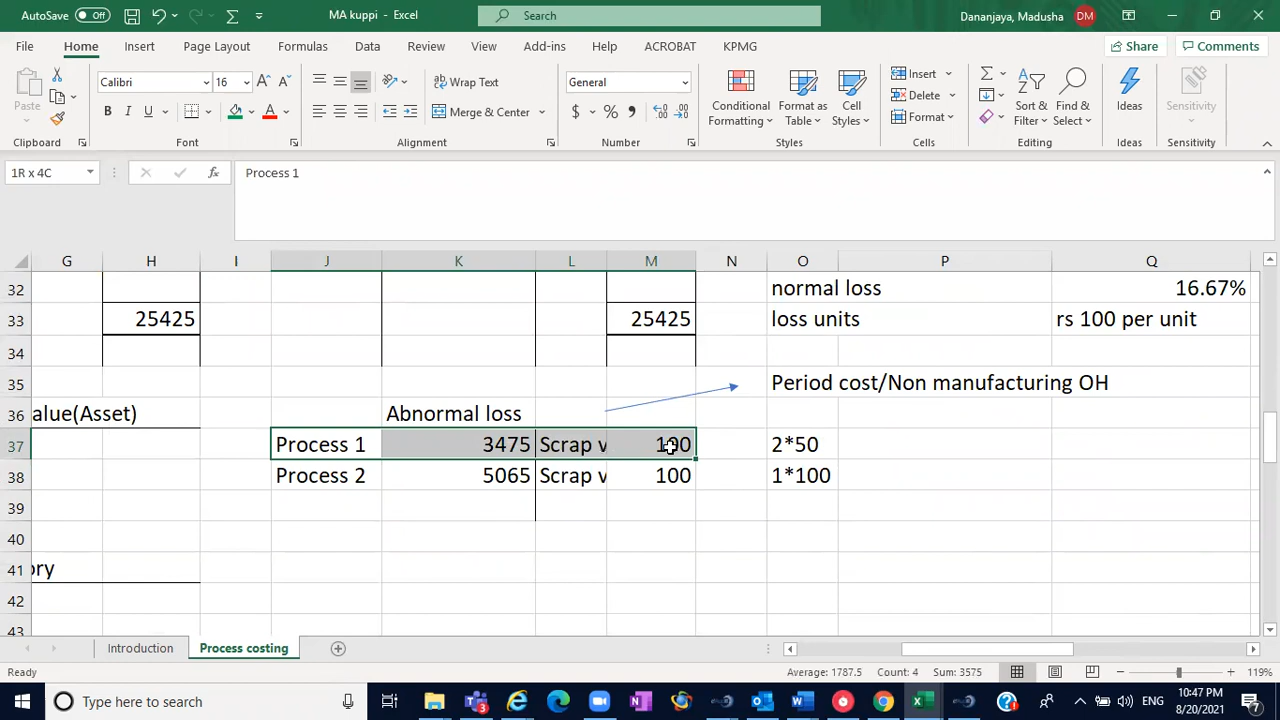 AutoSave Off MA kuppi - Excel Search Dananjaya, Madusha DM
File Home Insert Page Layout Formulas Data Review View Add-ins Help ACROBAT KPMG Share Comments
Paste Calibri 16 Wrap Text General Conditional Formatting Format as Table Cell Styles Insert Sort & Filter Find & Select Ideas Sensitivity
B I U Merge & Center $ % Delete
Format
Clipboard Font Alignment Number Styles Cells Editing Ideas Sensitivity
1R x 4C fx Process 1
G H I J K L M N O P Q
32 normal loss 16.67%
33 25425 25425 loss units rs 100 per unit
34
35 Period cost/Non manufacturing OH
36 alue(Asset) Abnormal loss
37 Process 1 3475 Scrap v 100 2*50
38 Process 2 5065 Scrap v 100 1*100
39
40
41 ory
42
43
Introduction Process costing
Ready Average: 1787.5 Count: 4 Sum: 3575 119%
Type here to search ENG 10:47 PM
8/20/2021